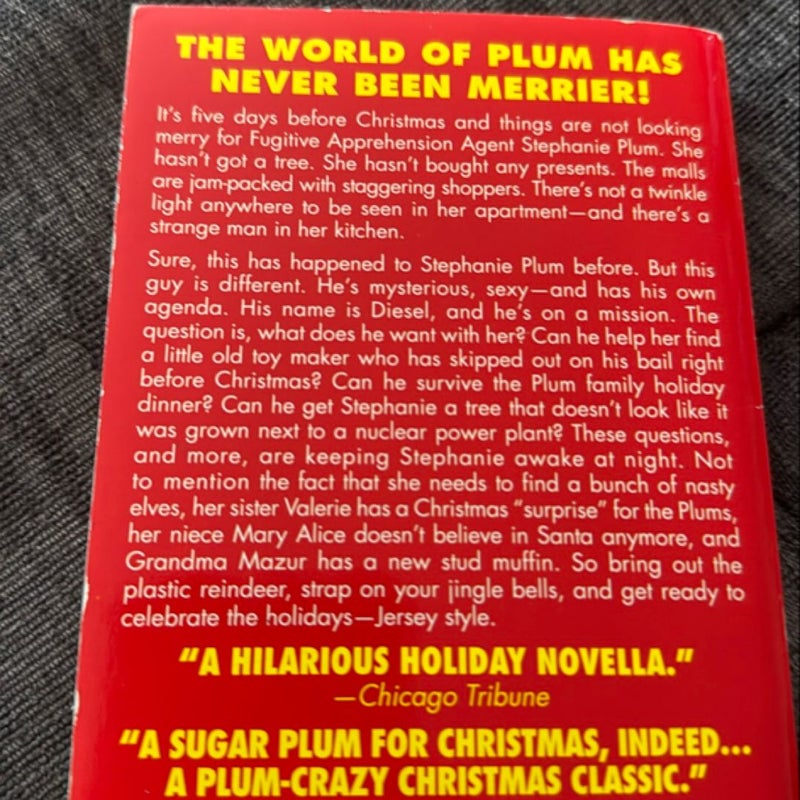 THE WORLD OF PLUM HAS
NEVER BEEN MERRIER!
It's five days before Christmas and things are not looking
merry for Fugitive Apprehension Agent Stephanie Plum. She
hasn't got a tree. She hasn't bought any presents. The malls
are jam-packed with staggering shoppers. There's not a twinkle
light anywhere to be seen in her apartment—and there's a
strange man in her kitchen.
Sure, this has happened to Stephanie Plum before. But this
guy is different. He's mysterious, sexy—and has his own
agenda. His name is Diesel, and he's on a mission. The
question is, what does he want with her? Can he help her find
a little old toy maker who has skipped out on his bail right
before Christmas? Can he survive the Plum family holiday
dinner? Can he get Stephanie a tree that doesn't look like it
was grown next to a nuclear power plant? These questions,
and more, are keeping Stephanie awake at night. Not
to mention the fact that she needs to find a bunch of nasty
elves, her sister Valerie has a Christmas "surprise" for the Plums,
her niece Mary Alice doesn't believe in Santa anymore, and
Grandma Mazur has a new stud muffin. So bring out the
plastic reindeer, strap on your jingle bells, and get ready to
celebrate the holidays—Jersey style.
"A HILARIOUS HOLIDAY NOVELLA."
—Chicago Tribune
"A SUGAR PLUM FOR CHRISTMAS, INDEED...
A PLUM-CRAZY CHRISTMAS CLASSIC."